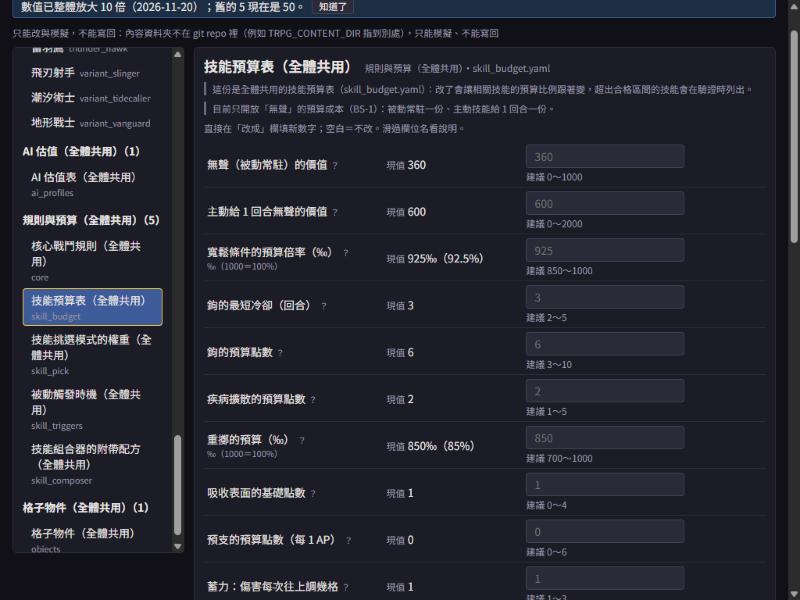 數值已整體放大 10 倍（2026-11-20）；舊的 5 現在是 50。 知道了
只能改與模擬，不能寫回：內容資料夾不在 git repo 裡（例如 TRPG_CONTENT_DIR 指到別處），只能模擬、不能寫回
飛刃射手 variant_slinger
潮汐術士 variant_tidecaller
地形戰士 variant_vanguard
AI 估值（全體共用）（1）
AI 估值表（全體共用）
ai_profiles
規則與預算（全體共用）（5）
核心戰鬥規則（全體共
用）
core
技能預算表（全體共用）
skill_budget
技能挑選模式的權重（全
體共用）
skill_pick
被動觸發時機（全體共
用）
skill_triggers
技能組合器的附帶配方
（全體共用）
skill_composer
格子物件（全體共用）（1）
格子物件（全體共用）
objects
技能預算表（全體共用） 規則與預算（全體共用）· skill_budget.yaml
這份是全體共用的技能預算表（skill_budget.yaml）：改了會讓相關技能的預算比例跟著變，超出合格區間的技能會在驗證時列出。
目前只開放「無聲」的預算成本（BS-1）：被動常駐一份、主動技能給 1 回合一份。
直接在「改成」欄填新數字；空白＝不改。滑過欄位名看說明。
無聲（被動常駐）的價值 ? 現值 360 360
建議 0～1000
主動給 1 回合無聲的價值 ? 現值 600 600
建議 0～2000
寬鬆條件的預算倍率（‰） ? 現值 925‰（92.5%） 925
‰（1000＝100%） 建議 850～1000
鉤的最短冷卻（回合） ? 現值 3 3
建議 2～5
鉤的預算點數 ? 現值 6 6
建議 3～10
疾病擴散的預算點數 ? 現值 2 2
建議 1～5
重擲的預算（‰） ? 現值 850‰（85%） 850
‰（1000＝100%） 建議 700～1000
吸收表面的基礎點數 ? 現值 1 1
建議 0～4
預支的預算點數（每 1 AP） ? 現值 0 0
建議 0～6
蓄力：傷害每次往上調幾格 ? 現值 1 1
建議 1～3